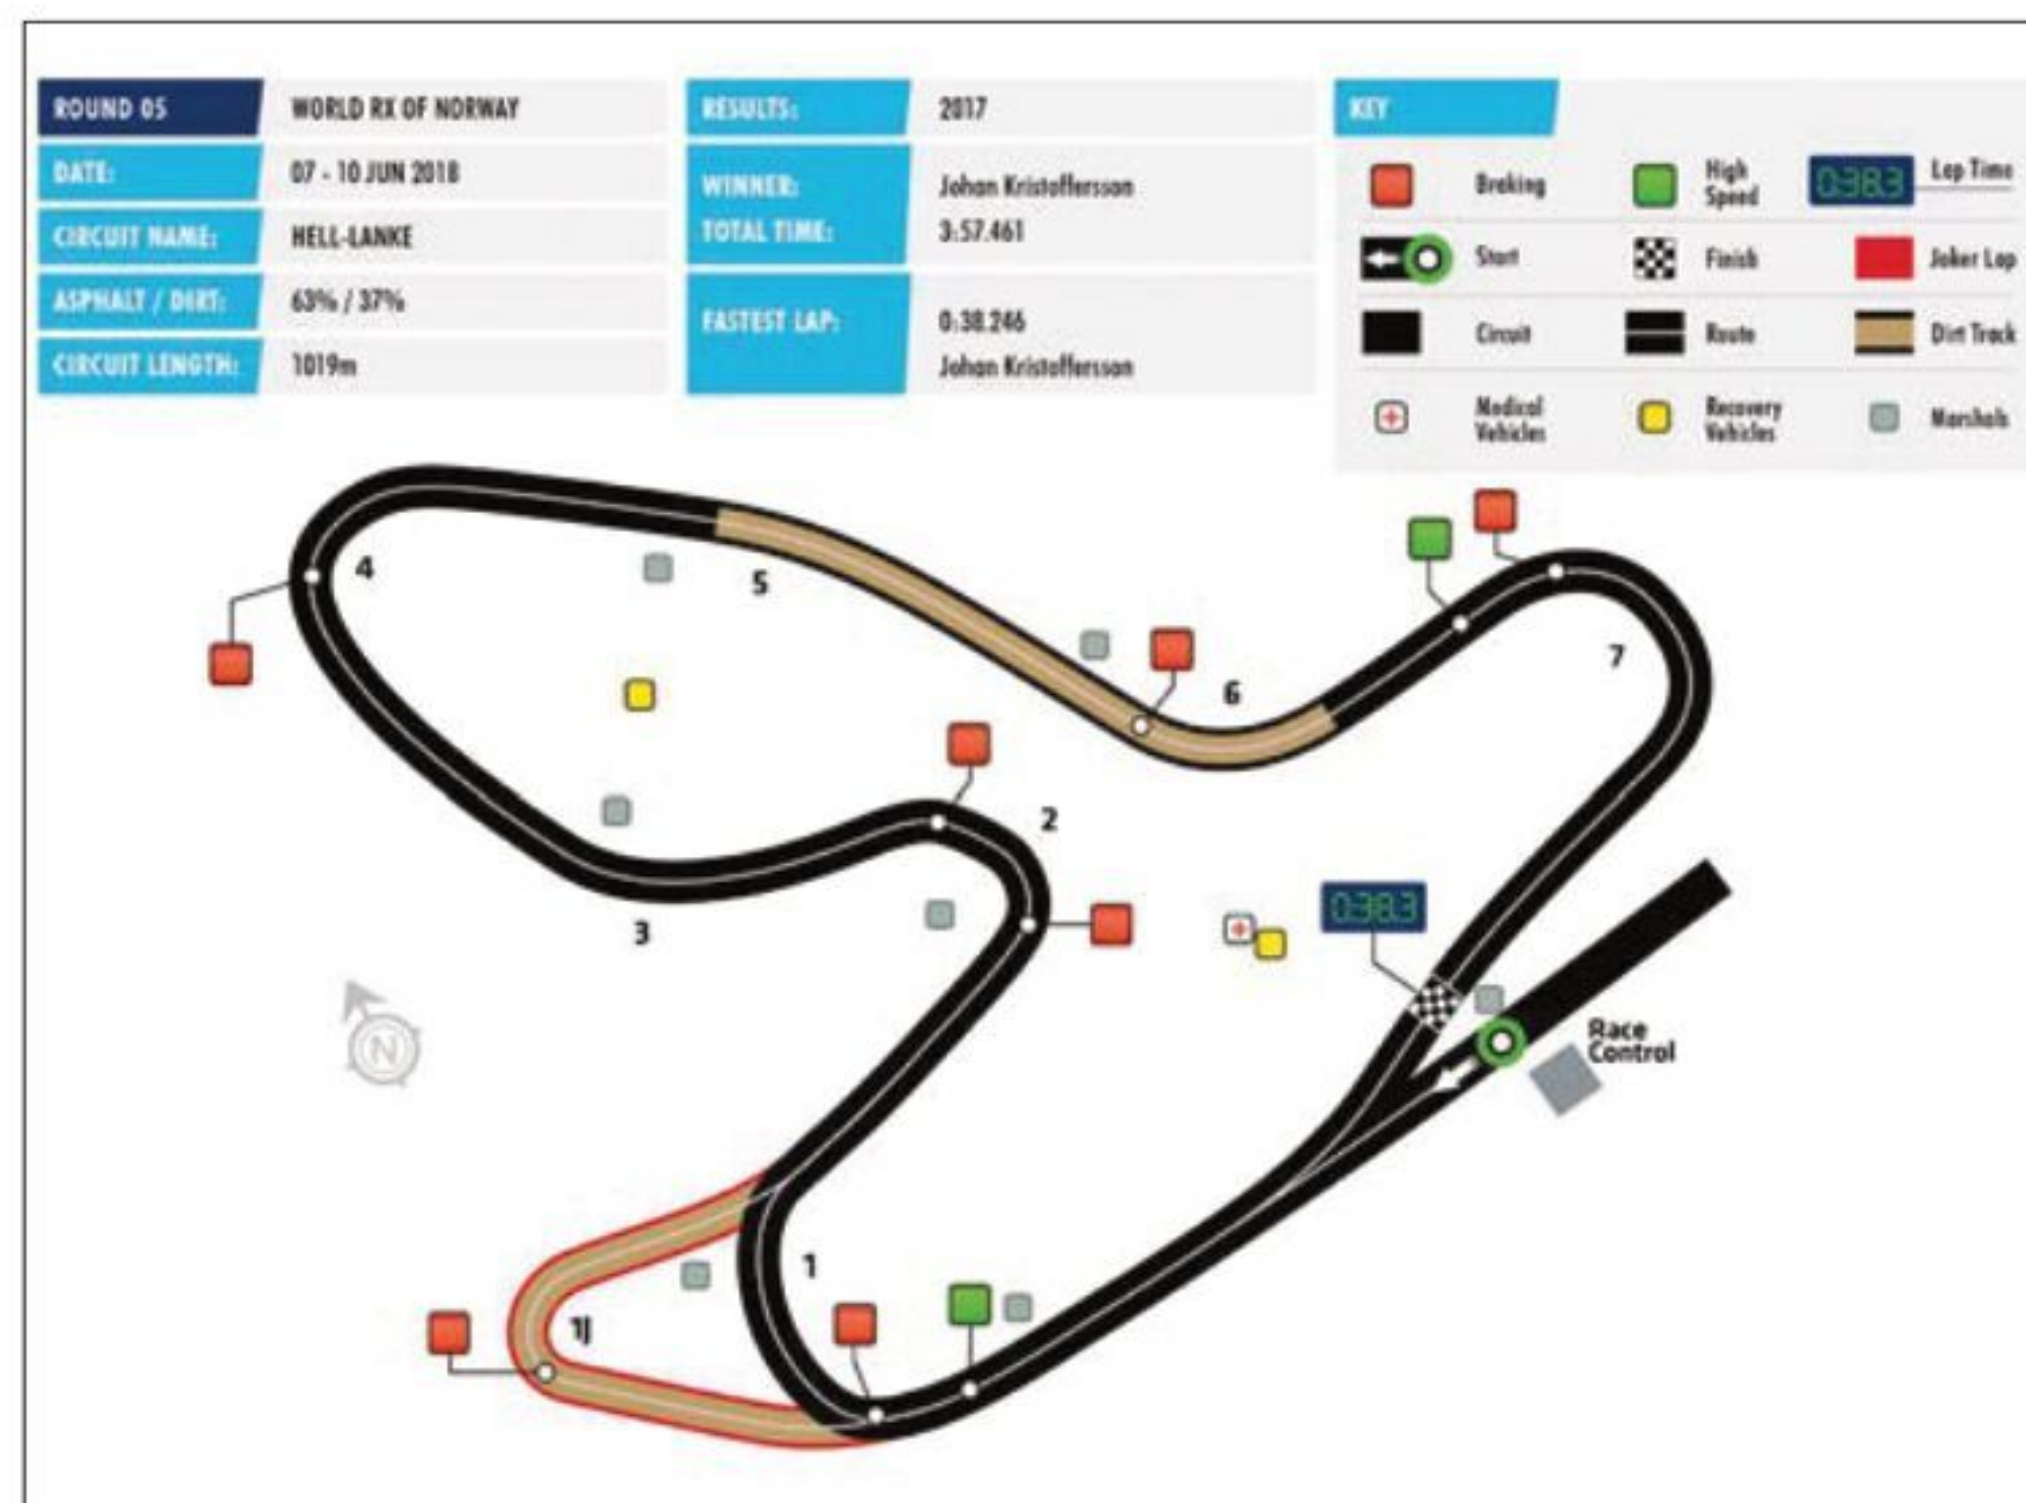 ROUND 05
WORLD RX OF NORWAY
DATE:
07 - 10 JUN 2018
CIRCUIT NAME:
HELL-LANKE
ASPHALT / DIRT:
63% / 37%
CIRCUIT LENGTH:
1019m
RESULTS:
2017
WINNER:
Johan Kristoffersson
TOTAL TIME:
3:57.461
FASTEST LAP:
0:38.246
Johan Kristoffersson
KEY
Braking
High
Speed
0:38.3
Lap Time
Start
Finish
Joker Lap
Circuit
Route
Dirt Track
Medical
Vehicles
Recovery
Vehicles
Marshals
4
5
6
7
2
3
0:38.3
N
Race
Control
1
1J